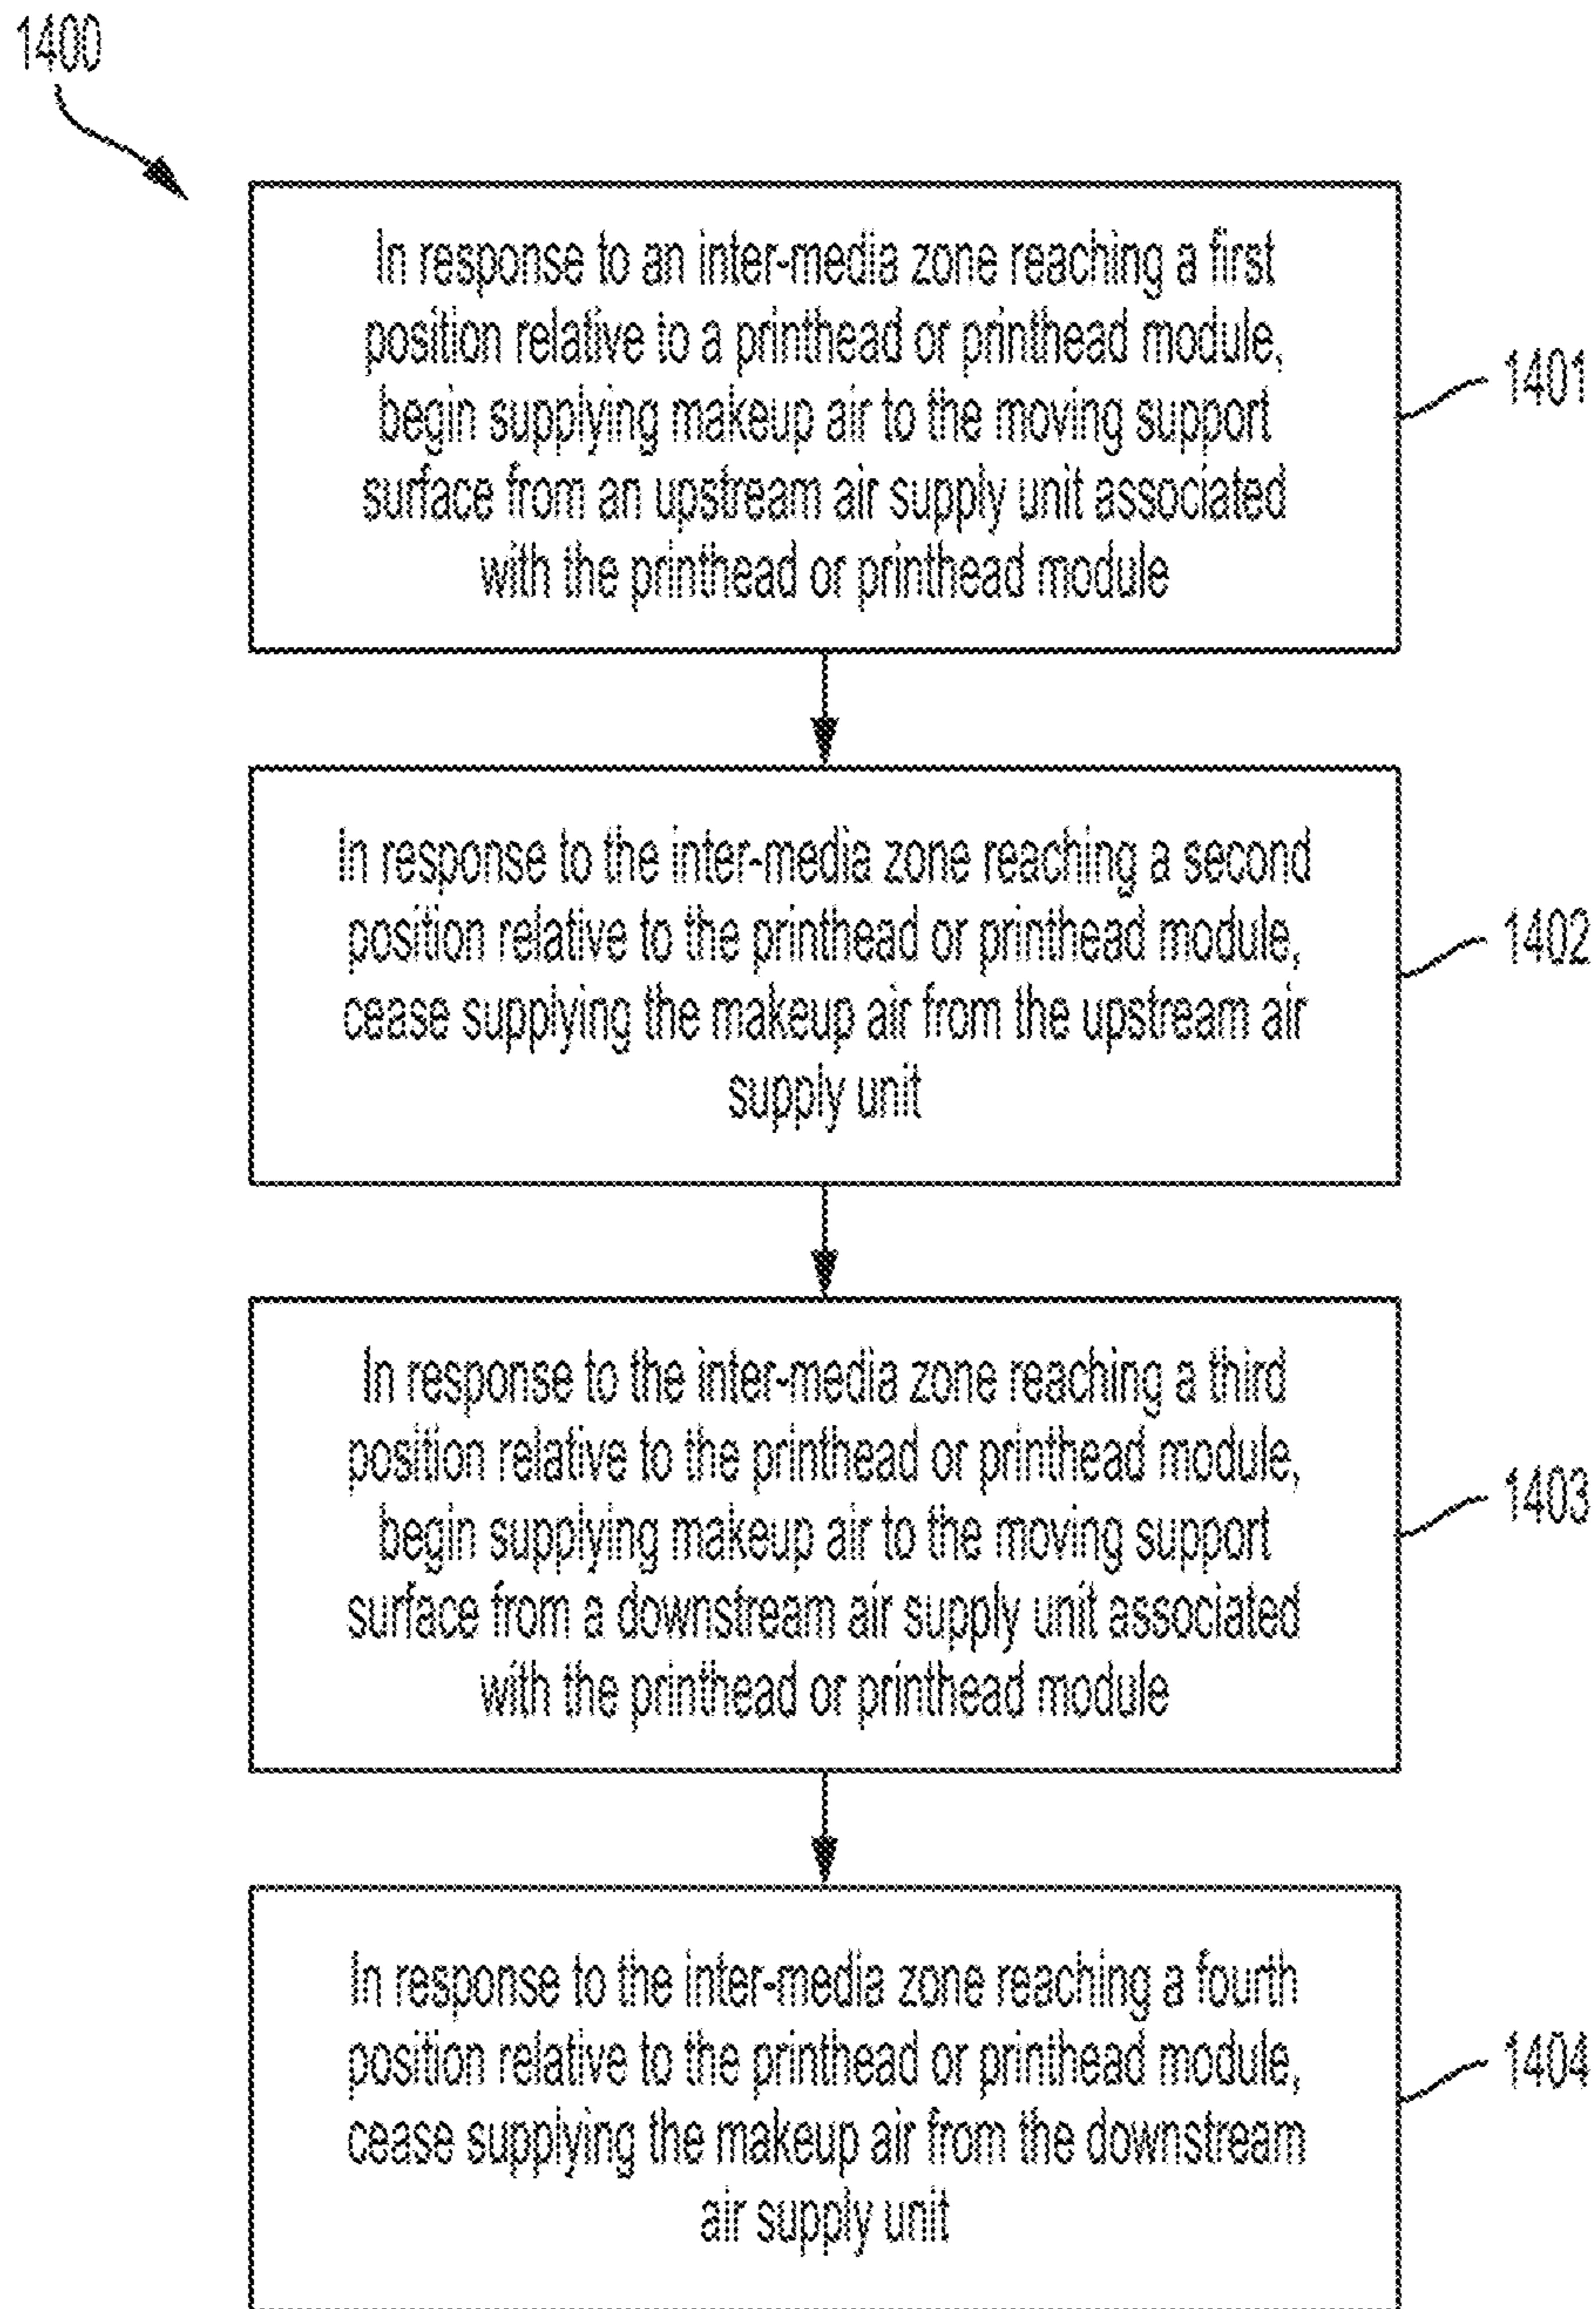 1400
In response to an inter-media zone reaching a first
position relative to a printhead or printhead module,
begin supplying makeup air to the moving support
surface from an upstream air supply unit associated
with the printhead or printhead module
1401
In response to the inter-media zone reaching a second
position relative to the printhead or printhead module,
cease supplying the makeup air from the upstream air
supply unit
1402
In response to the inter-media zone reaching a third
position relative to the printhead or printhead module,
begin supplying makeup air to the moving support
surface from a downstream air supply unit associated
with the printhead or printhead module
1403
In response to the inter-media zone reaching a fourth
position relative to the printhead or printhead module,
cease supplying the makeup air from the downstream
air supply unit
1404